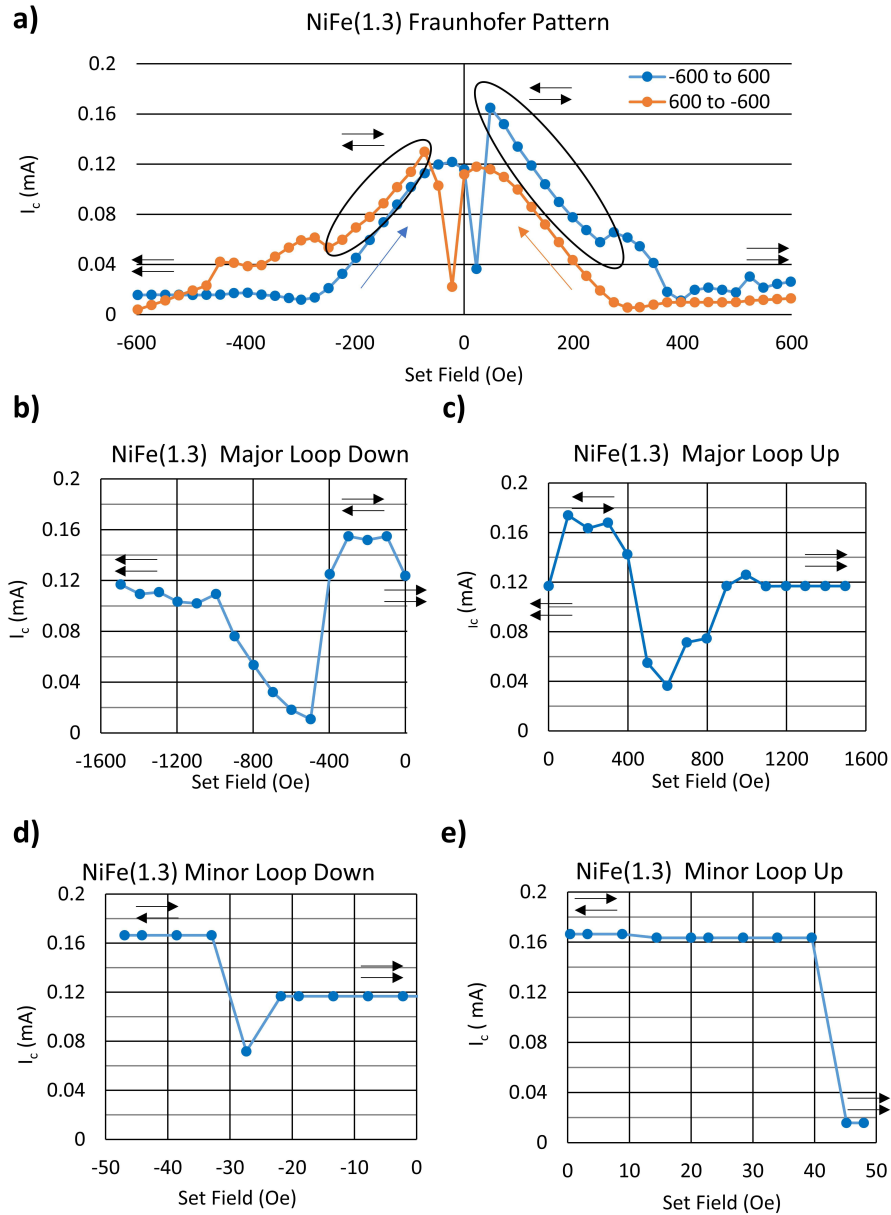 a)
NiFe(1.3) Fraunhofer Pattern
0.2
0.16
0.12
0.08
0.04
0
I_c (mA)
-600 to 600
600 to -600
-600 -400 -200 0 200 400 600
Set Field (Oe)
b)
NiFe(1.3) Major Loop Down
0.2
0.16
0.12
0.08
0.04
0
I_c (mA)
-1600 -1200 -800 -400 0
Set Field (Oe)
c)
NiFe(1.3) Major Loop Up
0.2
0.16
0.12
0.08
0.04
0
Ic (mA)
0 400 800 1200 1600
Set Field (Oe)
d)
NiFe(1.3) Minor Loop Down
0.2
0.16
0.12
0.08
0.04
0
I_c (mA)
-50 -40 -30 -20 -10 0
Set Field (Oe)
e)
NiFe(1.3) Minor Loop Up
0.2
0.16
0.12
0.08
0.04
0
I_c ( mA)
0 10 20 30 40 50
Set Field (Oe)